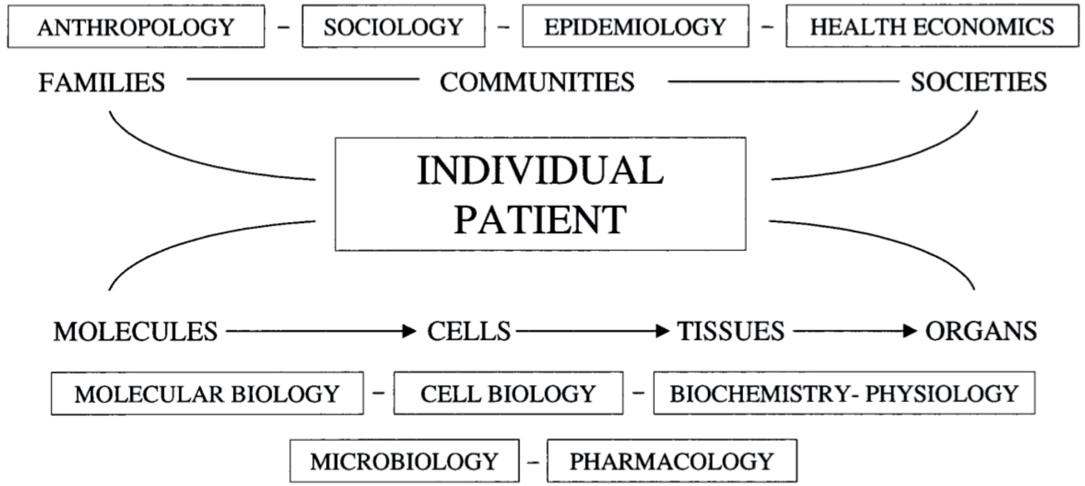 ANTHROPOLOGY – SOCIOLOGY – EPIDEMIOLOGY – HEALTH ECONOMICS
FAMILIES COMMUNITIES SOCIETIES
INDIVIDUAL
PATIENT
MOLECULES CELLS TISSUES ORGANS
MOLECULAR BIOLOGY – CELL BIOLOGY – BIOCHEMISTRY- PHYSIOLOGY
MICROBIOLOGY – PHARMACOLOGY